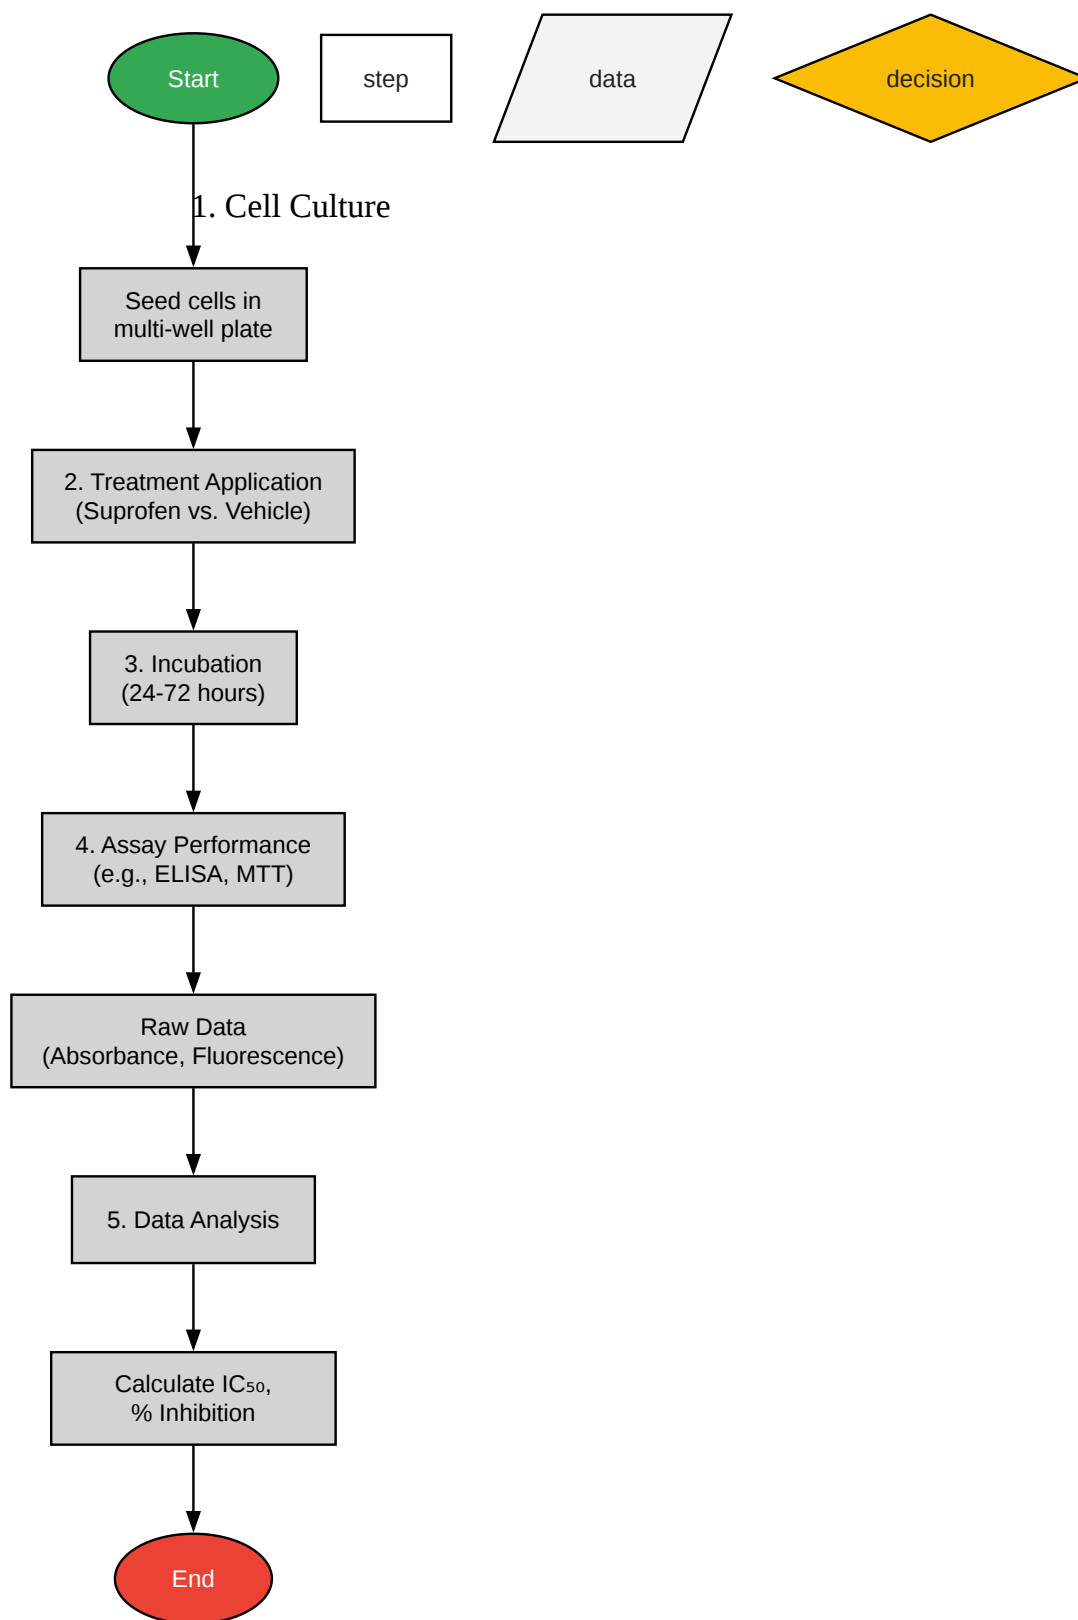 Start
step
data
decision
1. Cell Culture
Seed cells in
multi-well plate
2. Treatment Application
(Suprofen vs. Vehicle)
3. Incubation
(24-72 hours)
4. Assay Performance
(e.g., ELISA, MTT)
Raw Data
(Absorbance, Fluorescence)
5. Data Analysis
Calculate IC₅₀,
% Inhibition
End